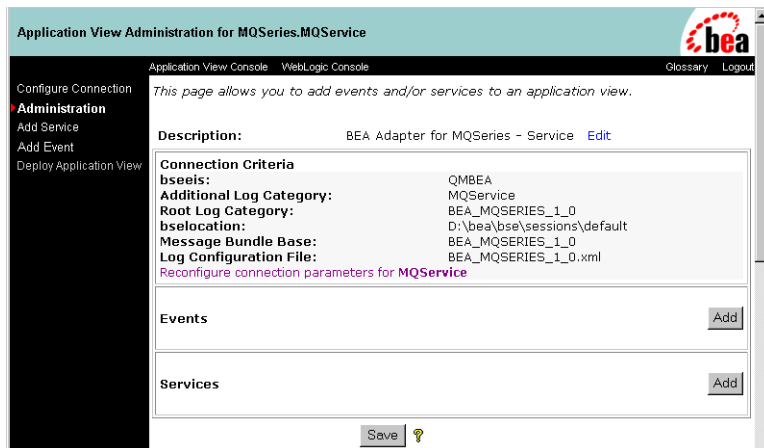 Application View Administration for MQSeries.MQService
bea
Application View Console WebLogic Console Glossary Logout
Configure Connection
Administration
Add Service
Add Event
Deploy Application View
This page allows you to add events and/or services to an application view.
Description: BEA Adapter for MQSeries - Service Edit
Connection Criteria
bseeis: QMBEA
Additional Log Category: MQService
Root Log Category: BEA_MQSERIES_1_0
bselocation: D:\bea\bse\sessions\default
Message Bundle Base: BEA_MQSERIES_1_0
Log Configuration File: BEA_MQSERIES_1_0.xml
Reconfigure connection parameters for MQService
Events Add
Services Add
Save ?